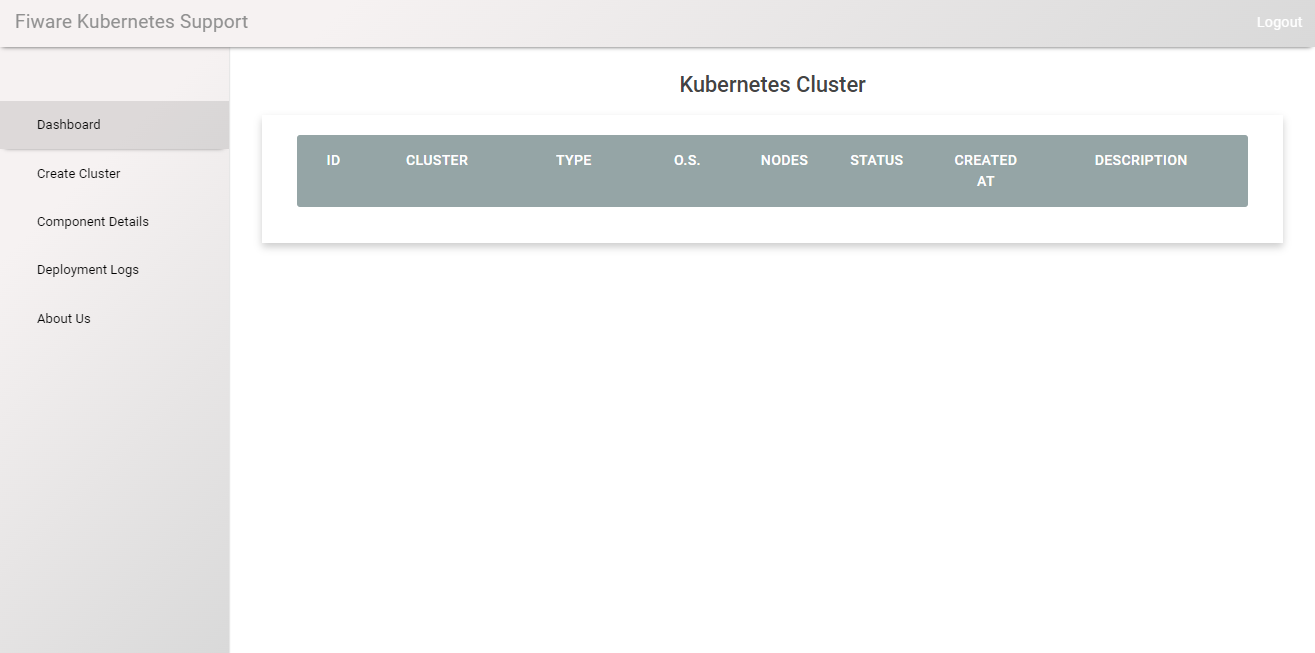 Fiware Kubernetes Support
Logout
Dashboard
Create Cluster
Component Details
Deployment Logs
About Us
Kubernetes Cluster
ID CLUSTER TYPE O.S. NODES STATUS CREATED AT DESCRIPTION